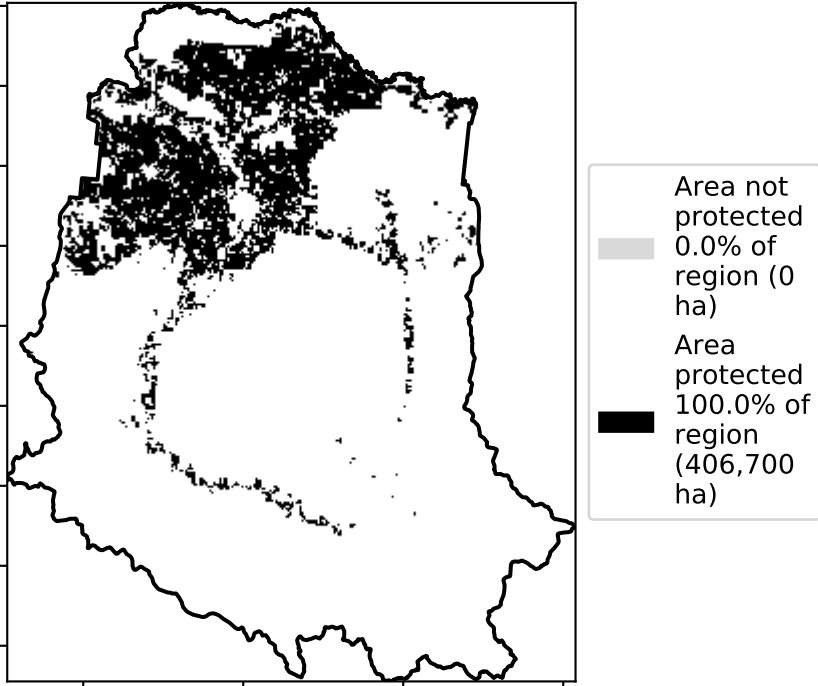 Area not
protected
0.0% of
region (0
ha)
Area
protected
100.0% of
region
(406,700
ha)